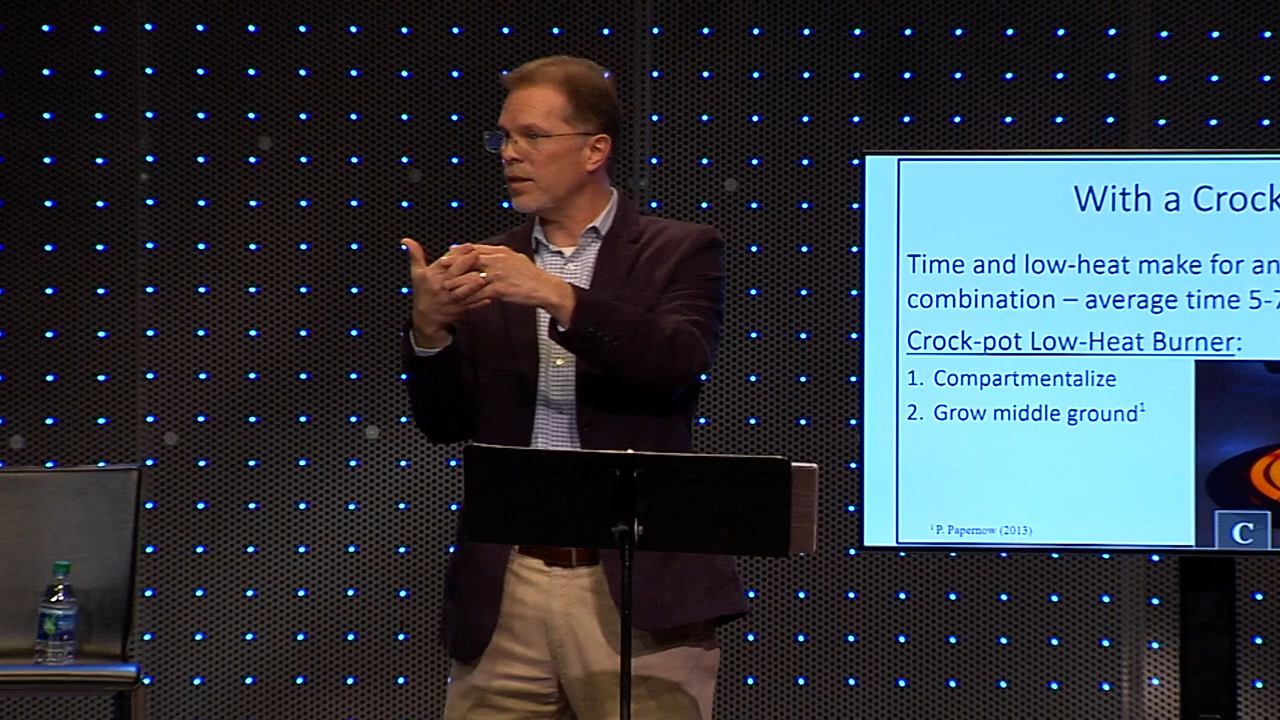 With a Crock
Time and low-heat make for an
combination – average time 5-7
Crock-pot Low-Heat Burner:
1. Compartmentalize
2. Grow middle ground¹
¹ P. Papernow (2013)
C